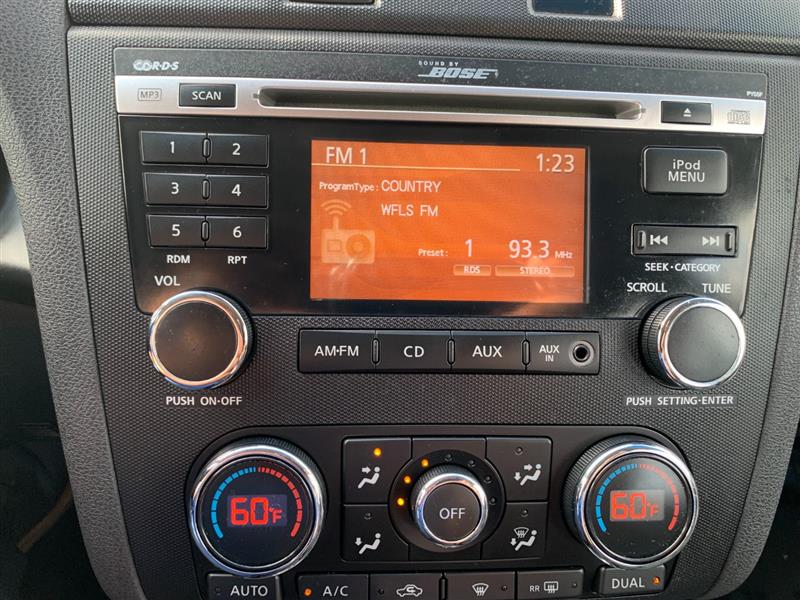 R·D·S
SOUND BY
BOSE
PY05F
MP3
SCAN
1 2
3 4
5 6
RDM RPT
FM 1 1:23
ProgramType : COUNTRY
WFLS FM
Preset : 1 93.3 MHz
RDS STEREO
iPod
MENU
SEEK·CATEGORY
VOL
SCROLL TUNE
AM·FM CD AUX AUX IN
PUSH ON·OFF
PUSH SETTING·ENTER
60°F
OFF
60°F
AUTO A/C RR DUAL